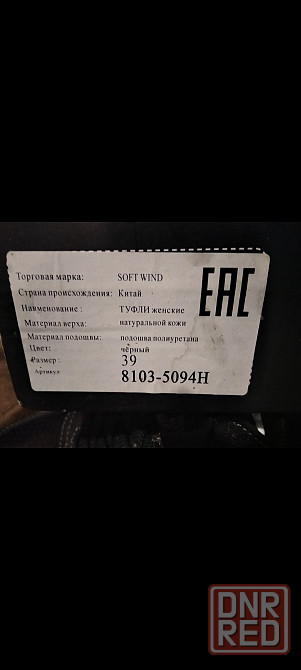 Торговая марка: SOFT WIND
Страна происхождения: Китай
Наименование : ТУФЛИ женские
Материал верха: натуральной кожи
Материал подошвы: подошва полиуретана
Цвет: чёрный
Размер : 39
Артикул 8103-5094H
EAC
DNR
RED